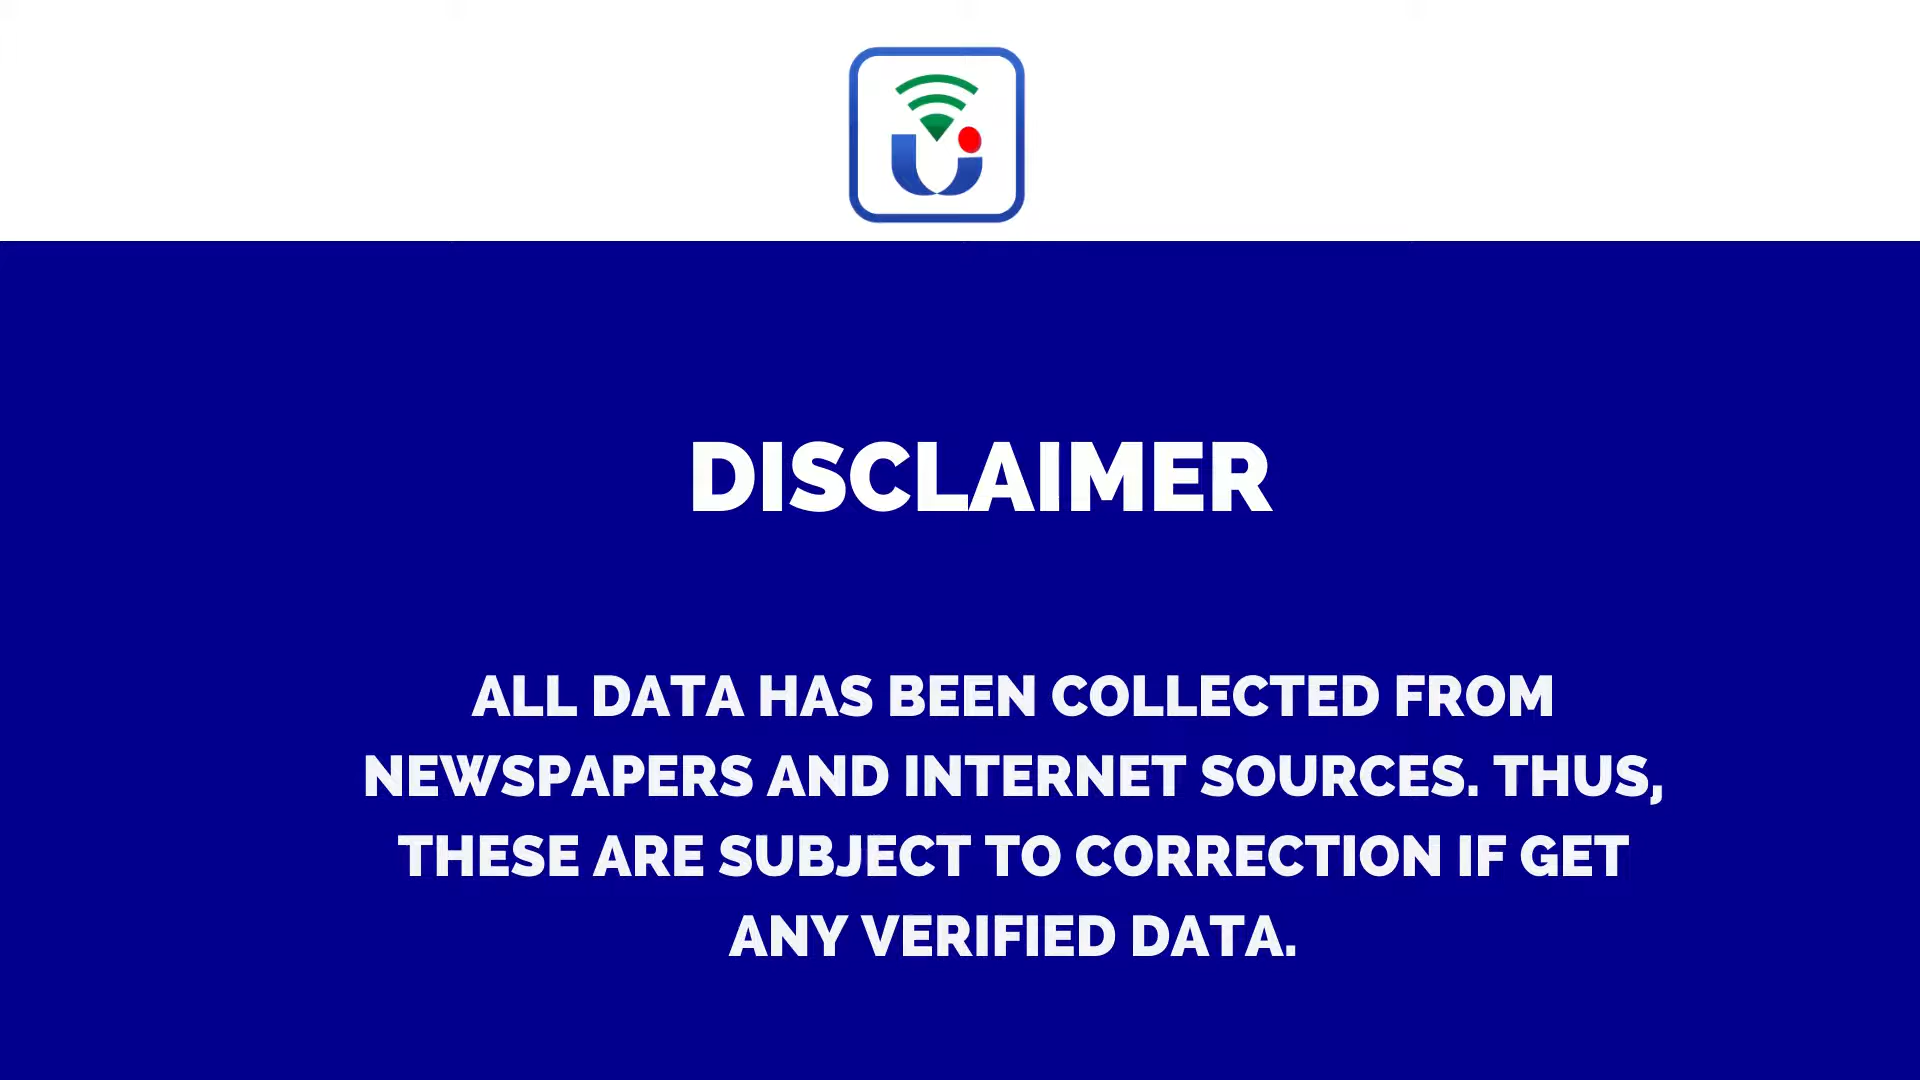 DISCLAIMER
ALL DATA HAS BEEN COLLECTED FROM
NEWSPAPERS AND INTERNET SOURCES. THUS,
THESE ARE SUBJECT TO CORRECTION IF GET
ANY VERIFIED DATA.